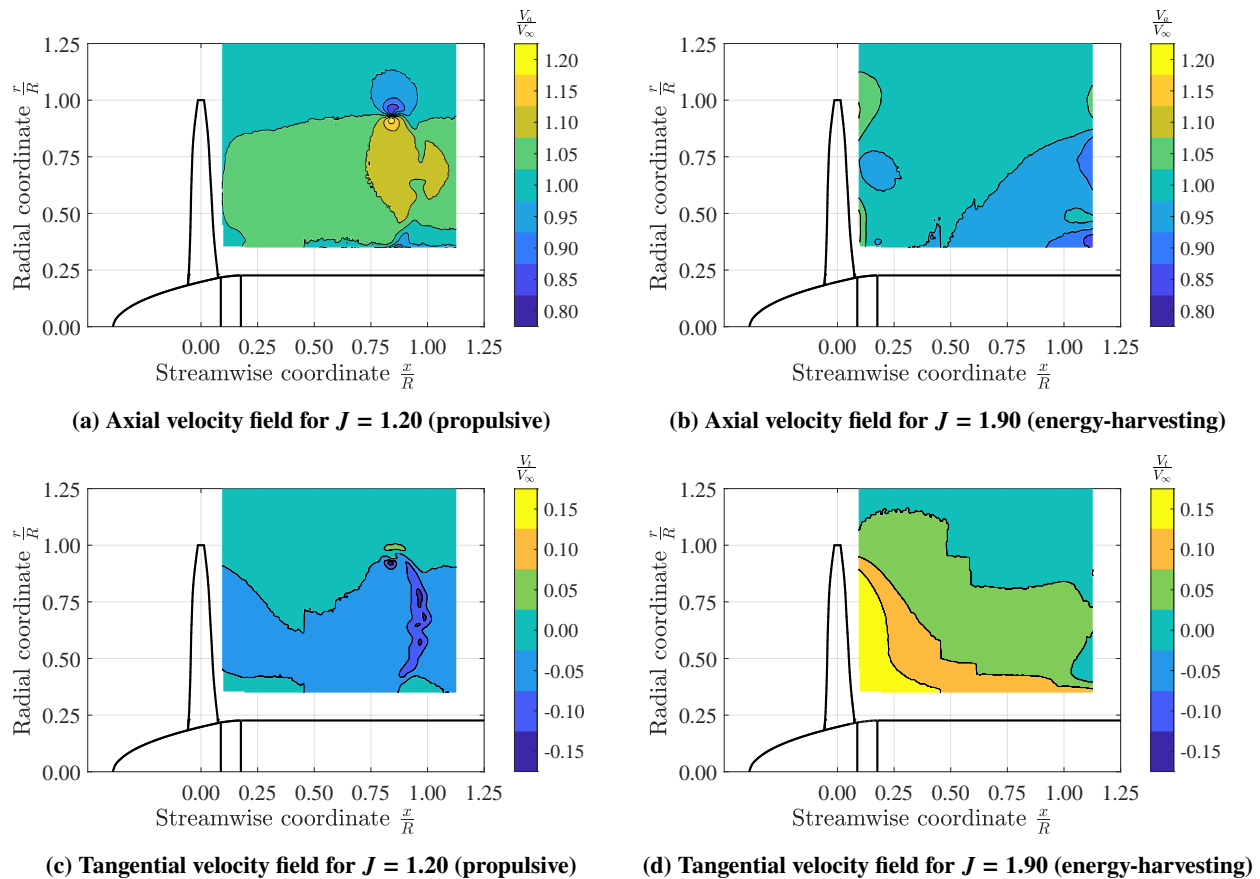 V_a/V_∞
1.25
1.00
0.75
0.50
0.25
0.00
Radial coordinate r/R
0.00 0.25 0.50 0.75 1.00 1.25
Streamwise coordinate x/R
1.20
1.15
1.10
1.05
1.00
0.95
0.90
0.85
0.80
(a) Axial velocity field for J = 1.20 (propulsive)
V_a/V_∞
1.25
1.00
0.75
0.50
0.25
0.00
Radial coordinate r/R
0.00 0.25 0.50 0.75 1.00 1.25
Streamwise coordinate x/R
1.20
1.15
1.10
1.05
1.00
0.95
0.90
0.85
0.80
(b) Axial velocity field for J = 1.90 (energy-harvesting)
V_t/V_∞
1.25
1.00
0.75
0.50
0.25
0.00
Radial coordinate r/R
0.00 0.25 0.50 0.75 1.00 1.25
Streamwise coordinate x/R
0.15
0.10
0.05
0.00
-0.05
-0.10
-0.15
(c) Tangential velocity field for J = 1.20 (propulsive)
V_t/V_∞
1.25
1.00
0.75
0.50
0.25
0.00
Radial coordinate r/R
0.00 0.25 0.50 0.75 1.00 1.25
Streamwise coordinate x/R
0.15
0.10
0.05
0.00
-0.05
-0.10
-0.15
(d) Tangential velocity field for J = 1.90 (energy-harvesting)